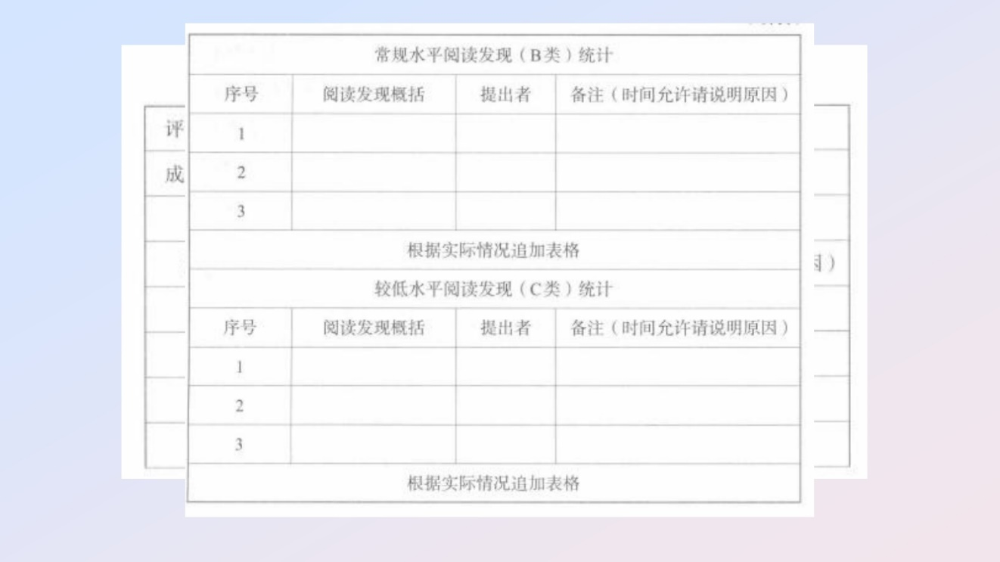 常规水平阅读发现（B类）统计
序号 阅读发现概括 提出者 备注（时间允许请说明原因）
1
2
3
根据实际情况追加表格
较低水平阅读发现（C类）统计
序号 阅读发现概括 提出者 备注（时间允许请说明原因）
1
2
3
根据实际情况追加表格
评
成
因）